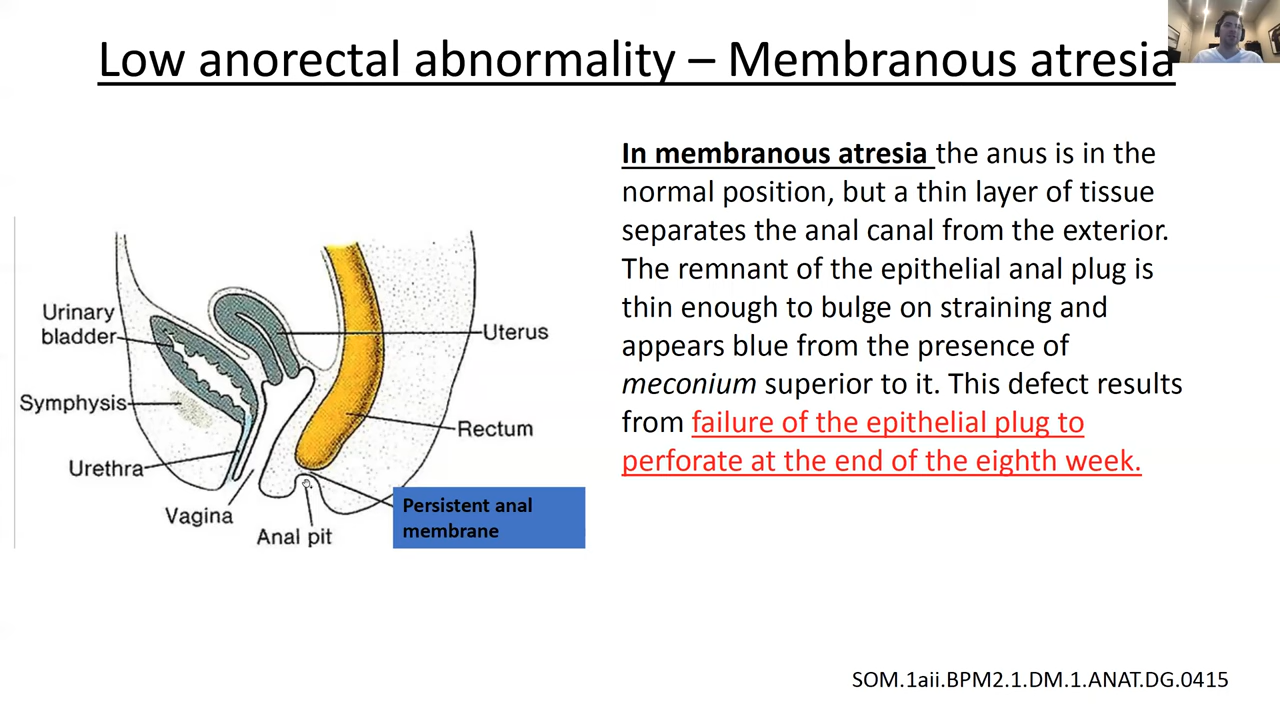 Low anorectal abnormality – Membranous atresia
In membranous atresia the anus is in the
normal position, but a thin layer of tissue
separates the anal canal from the exterior.
The remnant of the epithelial anal plug is
thin enough to bulge on straining and
appears blue from the presence of
meconium superior to it. This defect results
from failure of the epithelial plug to
perforate at the end of the eighth week.
Urinary
bladder
Symphysis
Urethra
Vagina
Anal pit
Uterus
Rectum
Persistent anal
membrane
SOM.1aii.BPM2.1.DM.1.ANAT.DG.0415